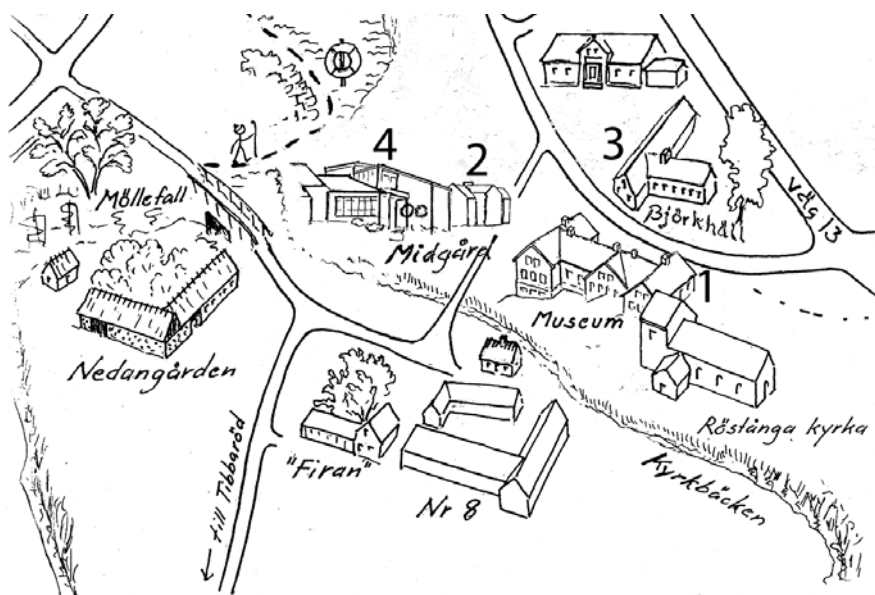 4
2
3
Väg 13
Möllefall
Björkhäll
Midgård
1
Museum
Nedangården
Röstånga kyrka
"Firan"
Kyrkbäcken
Nr 8
till Tibbaröd